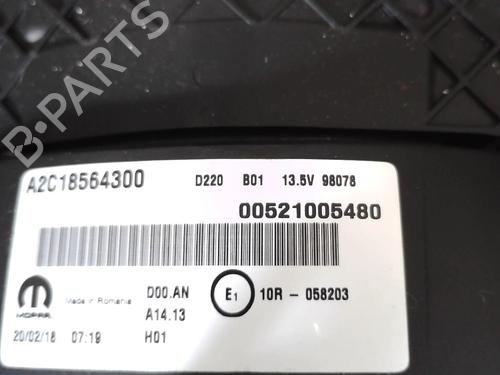 B-PARTS
A2C18564300 D220 B01 13.5V 98078
00521005480
MOPAR Made in Romania D00.AN E1 10R - 058203
A14.13
20/02/18 07:19 H01